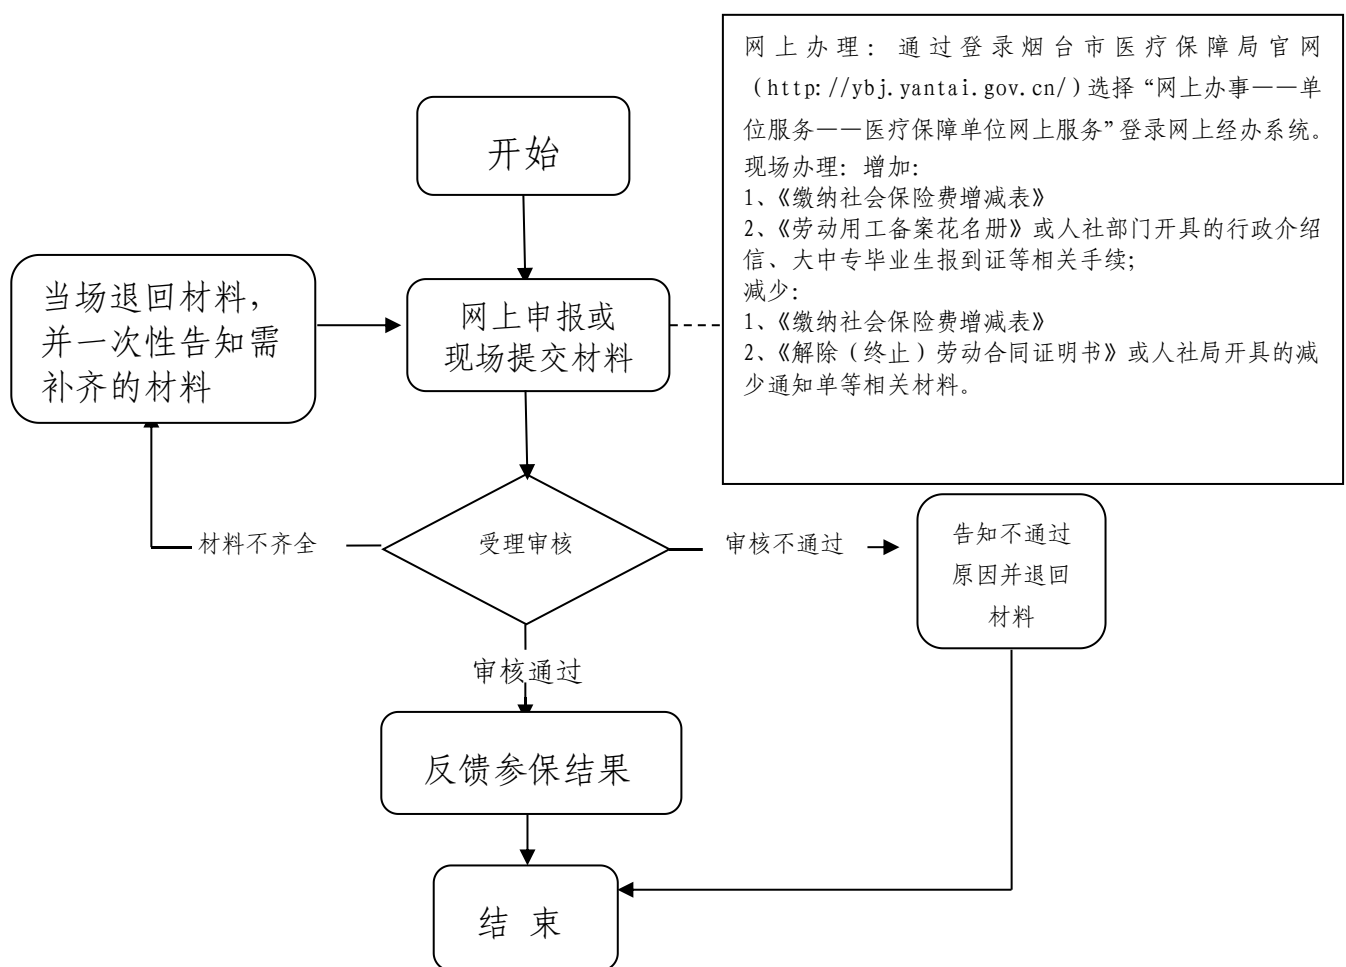 网上办理：通过登录烟台市医疗保障局官网
（http://ybj.yantai.gov.cn/）选择“网上办事——单
位服务——医疗保障单位网上服务”登录网上经办系统。
现场办理：增加：
1、《缴纳社会保险费增减表》
2、《劳动用工备案花名册》或人社部门开具的行政介绍
信、大中专毕业生报到证等相关手续；
减少：
1、《缴纳社会保险费增减表》
2、《解除（终止）劳动合同证明书》或人社局开具的减
少通知单等相关材料。
开始
当场退回材料，
并一次性告知需
补齐的材料
网上申报或
现场提交材料
材料不齐全
受理审核
审核不通过
告知不通过
原因并退回
材料
审核通过
反馈参保结果
结 束